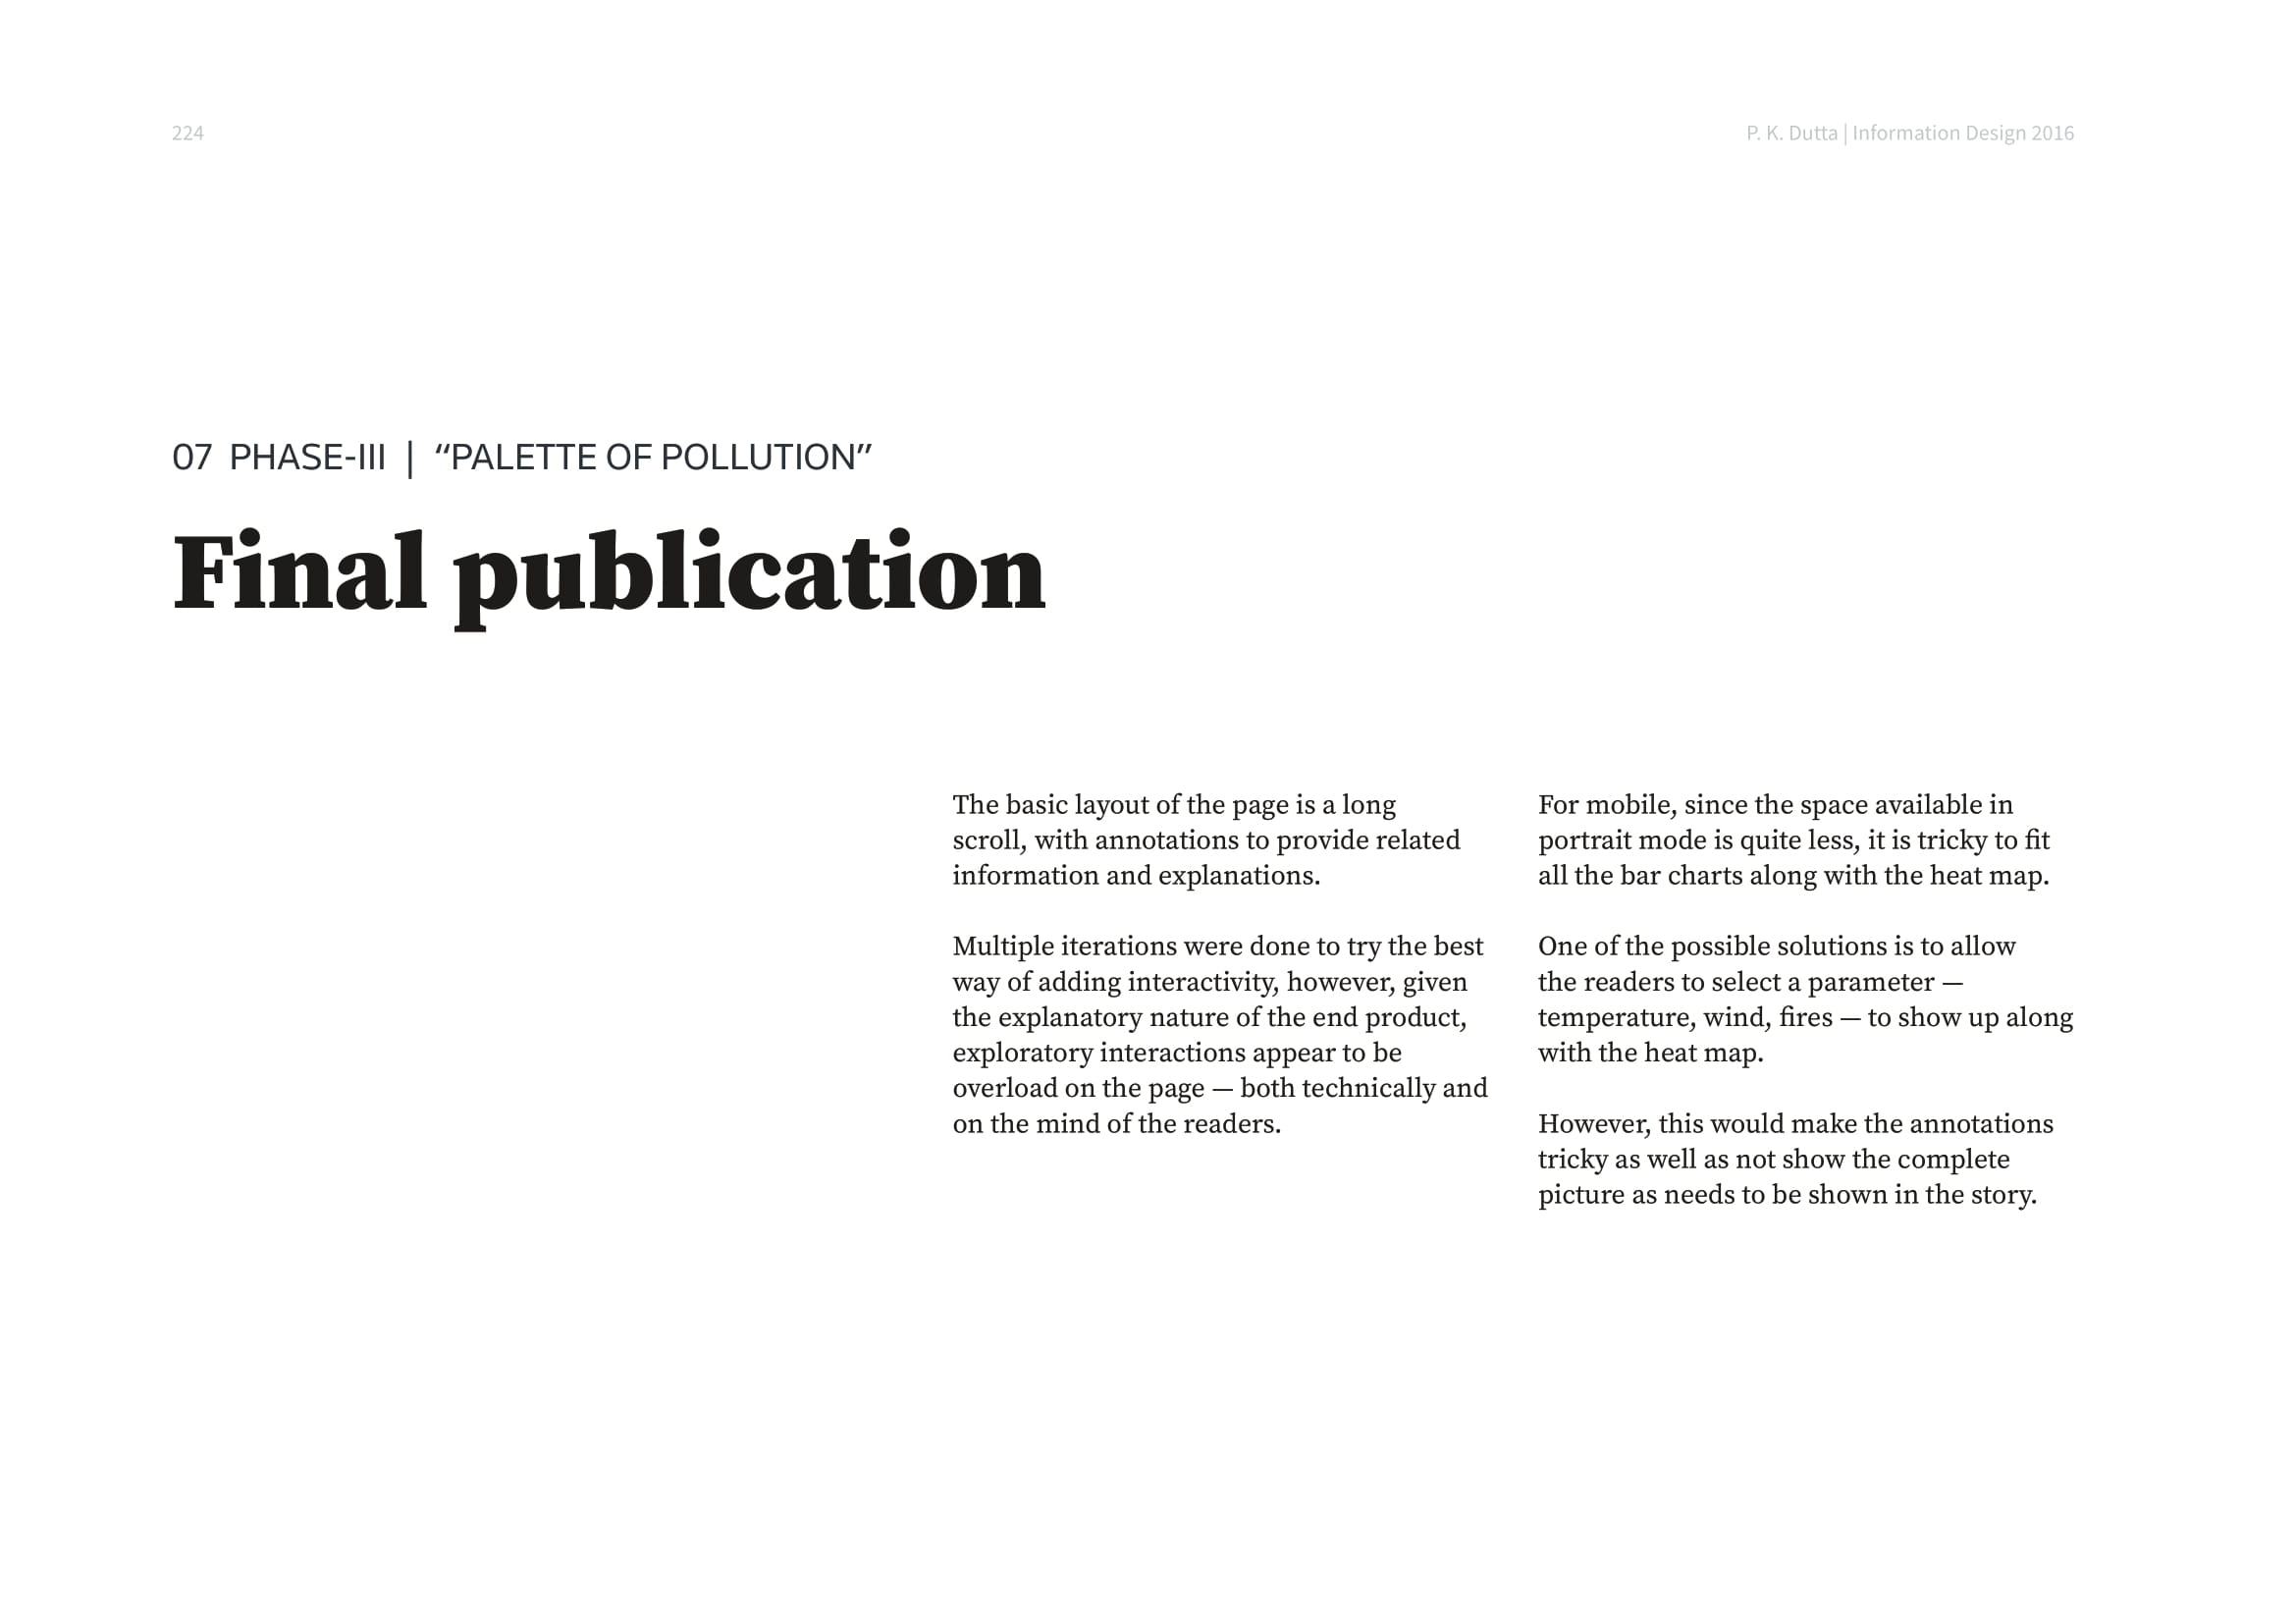 224
P. K. Dutta | Information Design 2016
07 PHASE-III | “PALETTE OF POLLUTION”
Final publication
The basic layout of the page is a long
scroll, with annotations to provide related
information and explanations.
Multiple iterations were done to try the best
way of adding interactivity, however, given
the explanatory nature of the end product,
exploratory interactions appear to be
overload on the page — both technically and
on the mind of the readers.
For mobile, since the space available in
portrait mode is quite less, it is tricky to fit
all the bar charts along with the heat map.
One of the possible solutions is to allow
the readers to select a parameter —
temperature, wind, fires — to show up along
with the heat map.
However, this would make the annotations
tricky as well as not show the complete
picture as needs to be shown in the story.